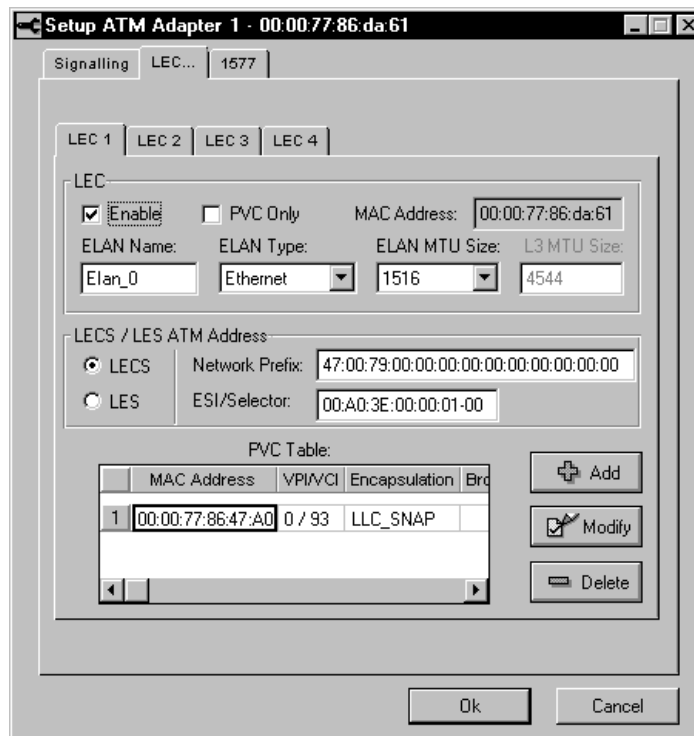 Setup ATM Adapter 1 - 00:00:77:86:da:61
Signalling LEC... 1577
LEC 1 LEC 2 LEC 3 LEC 4
LEC
Enable PVC Only MAC Address: 00:00:77:86:da:61
ELAN Name: ELAN Type: ELAN MTU Size: L3 MTU Size:
Elan_0 Ethernet 1516 4544
LECS / LES ATM Address
LECS Network Prefix: 47:00:79:00:00:00:00:00:00:00:00:00:00
LES ESI/Selector: 00:A0:3E:00:00:01-00
PVC Table:
MAC Address VPI/VCI Encapsulation Brc
1 00:00:77:86:47:A0 0 / 93 LLC_SNAP
Add
Modify
Delete
Ok Cancel